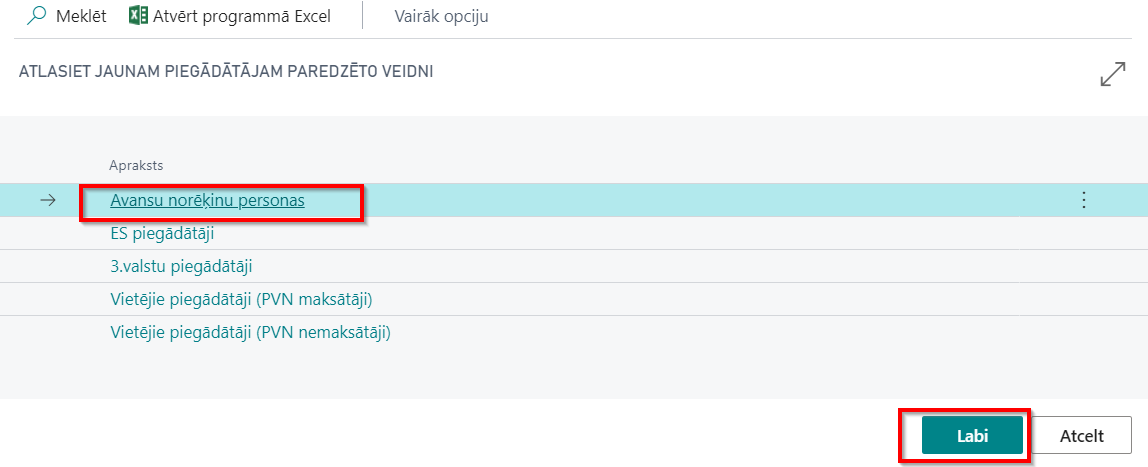 Meklēt Atvērt programmā Excel Vairāk opciju
ATLASIET JAUNAM PIEGĀDĀTĀJAM PAREDZĒTO VEIDNI
Apraksts
Avansu norēķinu personas
ES piegādātāji
3.valstu piegādātāji
Vietējie piegādātāji (PVN maksātāji)
Vietējie piegādātāji (PVN nemaksātāji)
Labi Atcelt